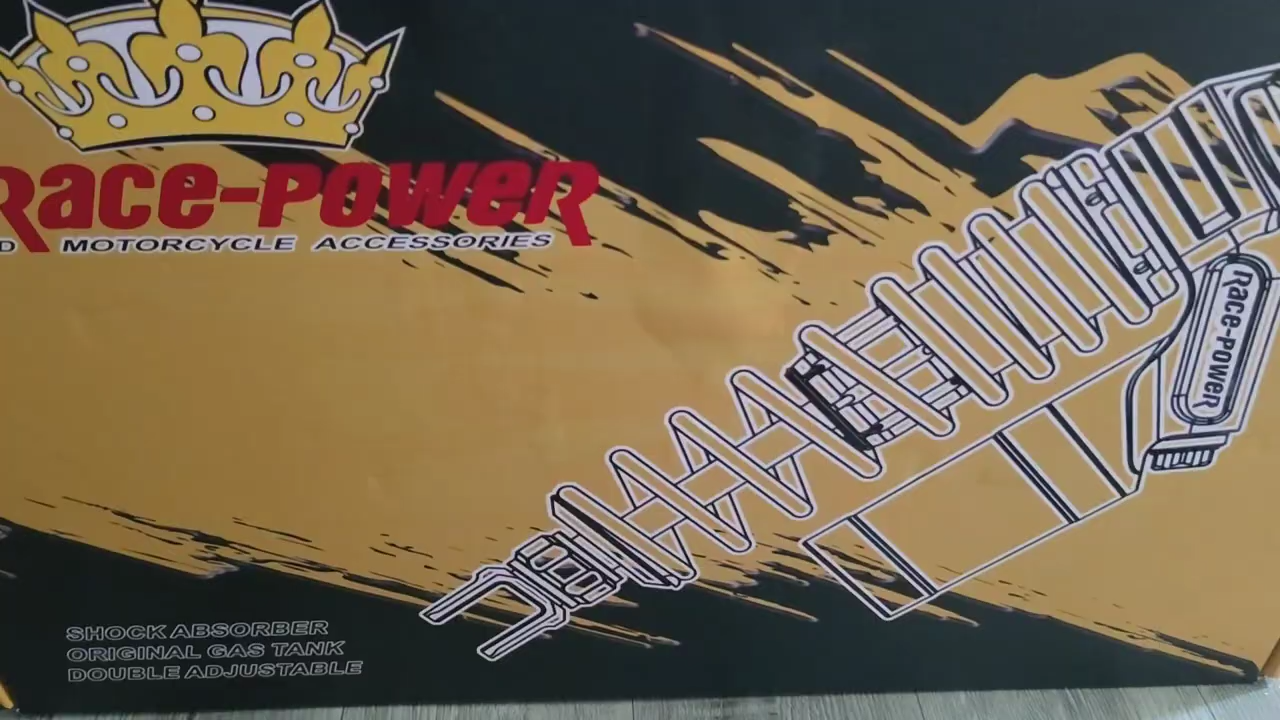 Race-Power
MOTORCYCLE ACCESSORIES
Race-Power
SHOCK ABSORBER
ORIGINAL GAS TANK
DOUBLE ADJUSTABLE